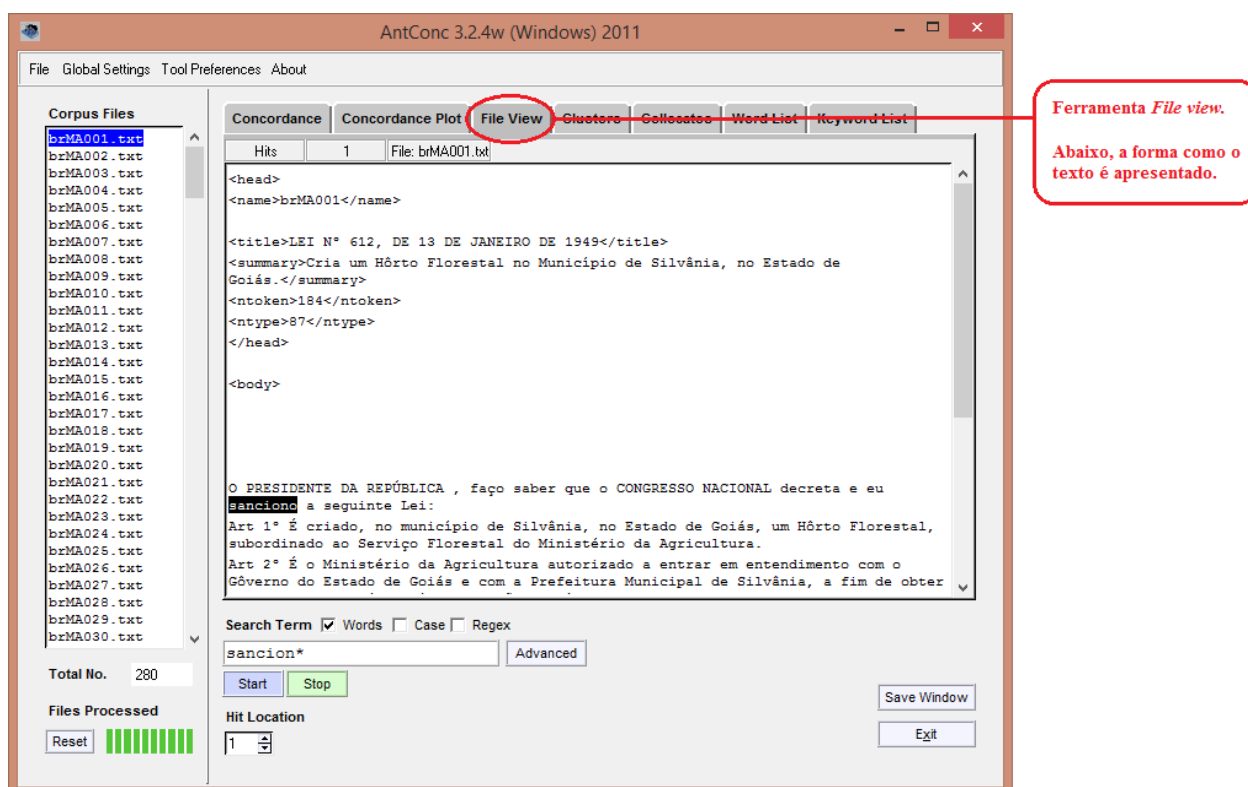 AntConc 3.2.4w (Windows) 2011
File Global Settings Tool Preferences About
Corpus Files
brMA001.txt
brMA002.txt
brMA003.txt
brMA004.txt
brMA005.txt
brMA006.txt
brMA007.txt
brMA008.txt
brMA009.txt
brMA010.txt
brMA011.txt
brMA012.txt
brMA013.txt
brMA014.txt
brMA015.txt
brMA016.txt
brMA017.txt
brMA018.txt
brMA019.txt
brMA020.txt
brMA021.txt
brMA022.txt
brMA023.txt
brMA024.txt
brMA025.txt
brMA026.txt
brMA027.txt
brMA028.txt
brMA029.txt
brMA030.txt
Total No. 280
Files Processed
Reset
Concordance Concordance Plot File View Clusters Collocates Word List Keyword List
Hits 1 File: brMA001.txt
<head>
<name>brMA001</name>
<title>LEI N° 612, DE 13 DE JANEIRO DE 1949</title>
<summary>Cria um Hôrto Florestal no Município de Silvânia, no Estado de
Goiás.</summary>
<ntoken>184</ntoken>
<ntype>87</ntype>
</head>
<body>
O PRESIDENTE DA REPÚBLICA , faço saber que o CONGRESSO NACIONAL decreta e eu
sanciono a seguinte Lei:
Art 1° É criado, no município de Silvânia, no Estado de Goiás, um Hôrto Florestal,
subordinado ao Serviço Florestal do Ministério da Agricultura.
Art 2° É o Ministério da Agricultura autorizado a entrar em entendimento com o
Gôverno do Estado de Goiás e com a Prefeitura Municipal de Silvânia, a fim de obter
Search Term Words Case Regex
sancion*
Advanced
Start Stop
Hit Location
1
Save Window
Exit
Ferramenta File view.
Abaixo, a forma como o
texto é apresentado.